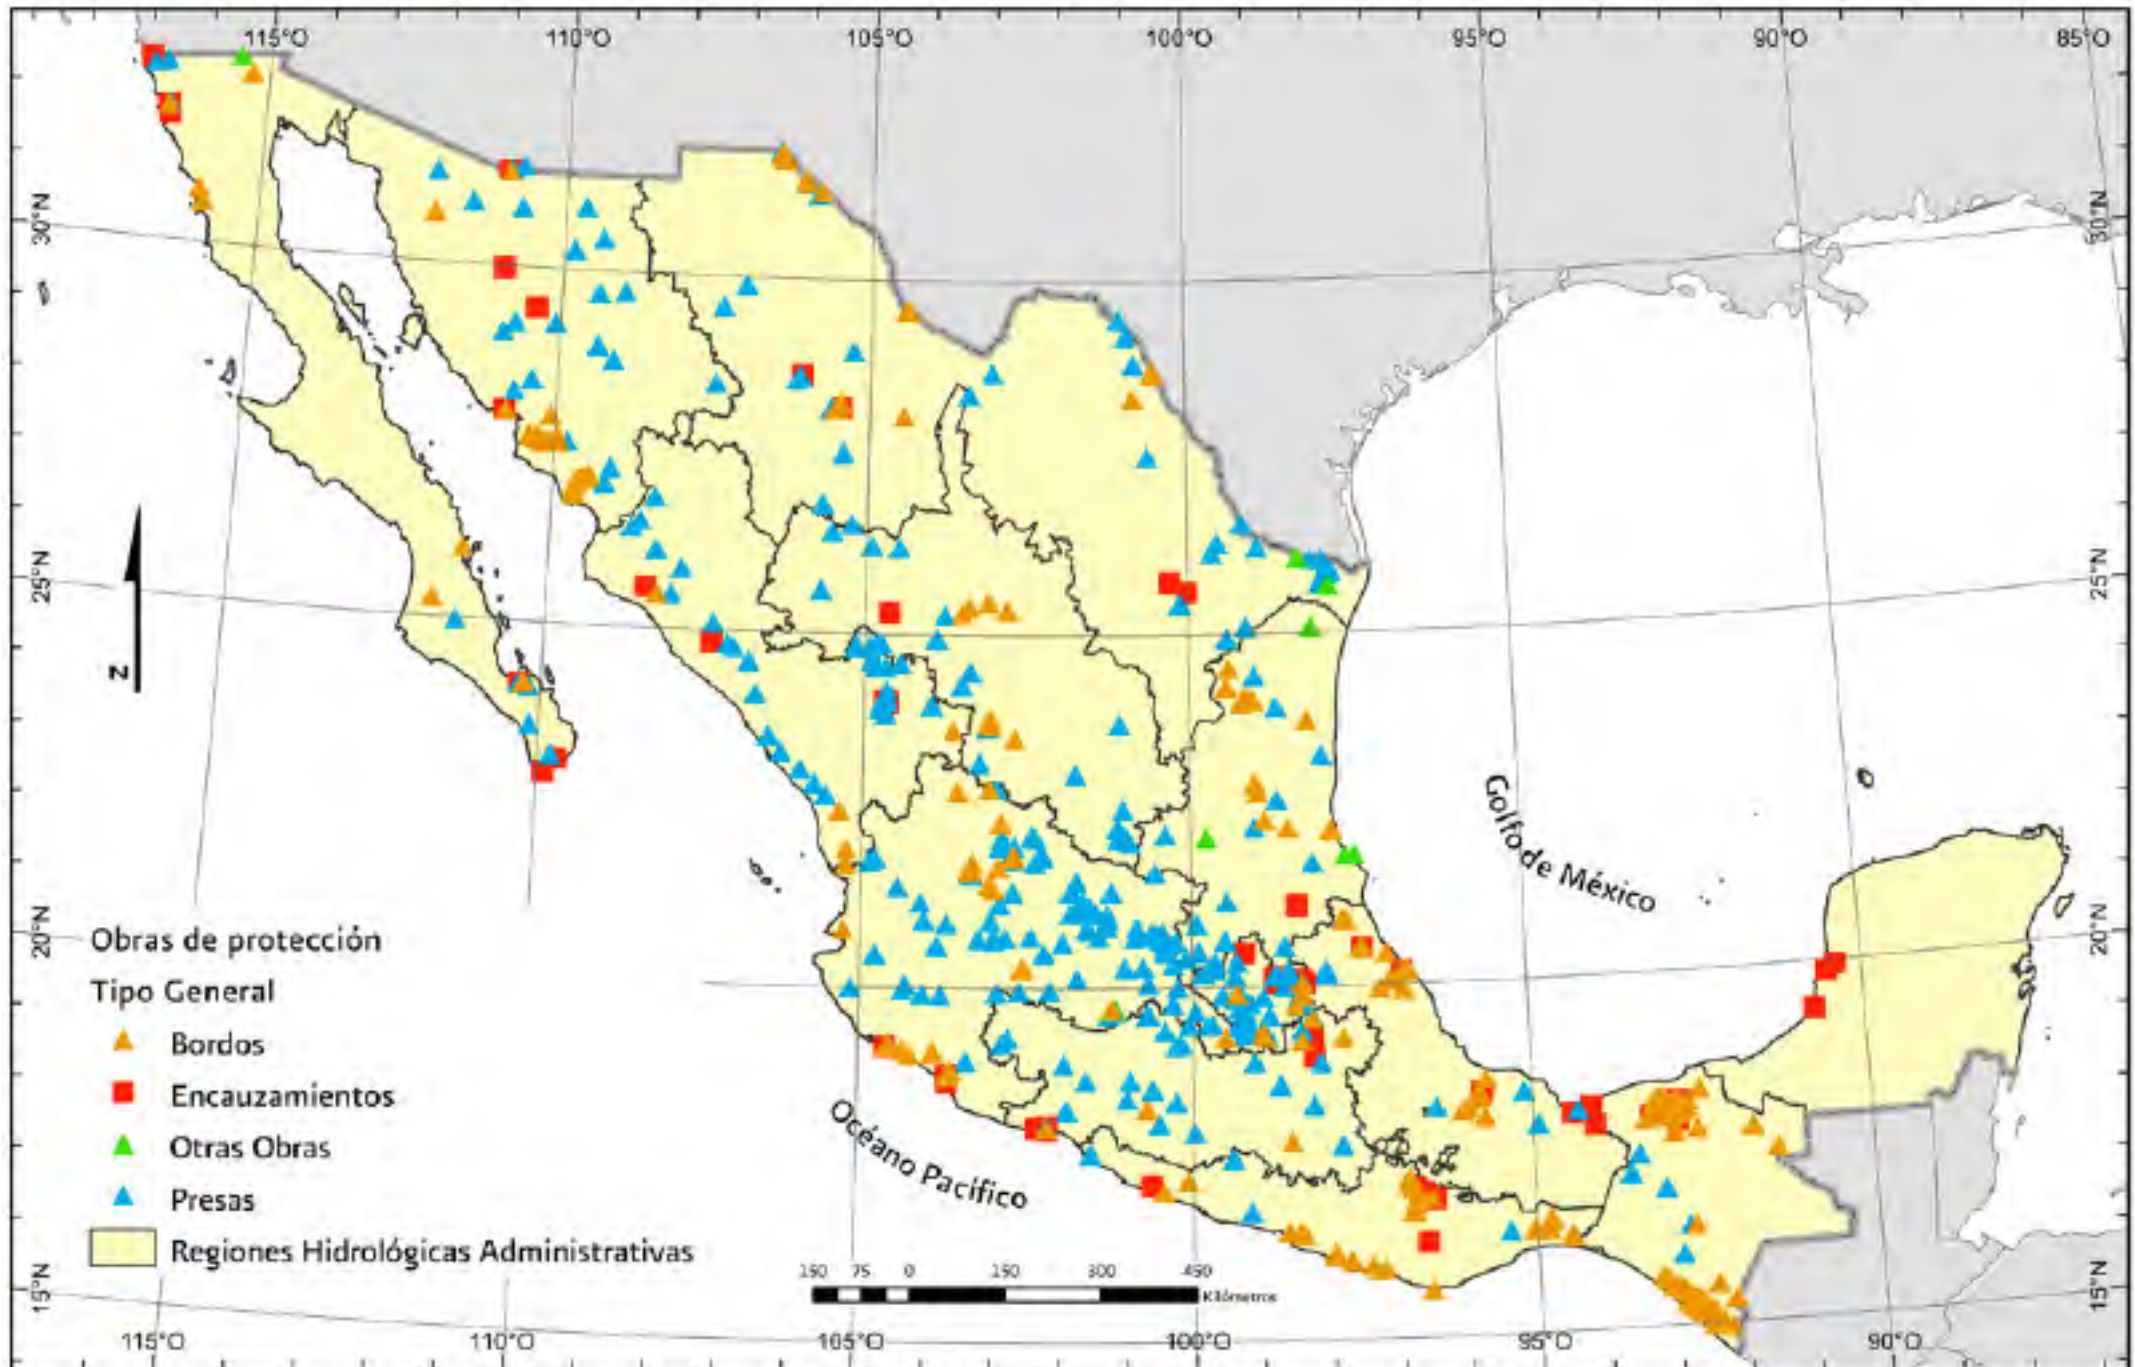 115°O 110°O 105°O 100°O 95°O 90°O 85°O
30°N 30°N
25°N 25°N
N
Golfo de México
20°N 20°N
Obras de protección
Tipo General
Bordos
Encauzamientos
Otras Obras
Presas
Regiones Hidrológicas Administrativas
Océano Pacífico
150 75 0 150 300 450
Kilómetros
15°N 15°N
115°O 110°O 105°O 100°O 95°O 90°O